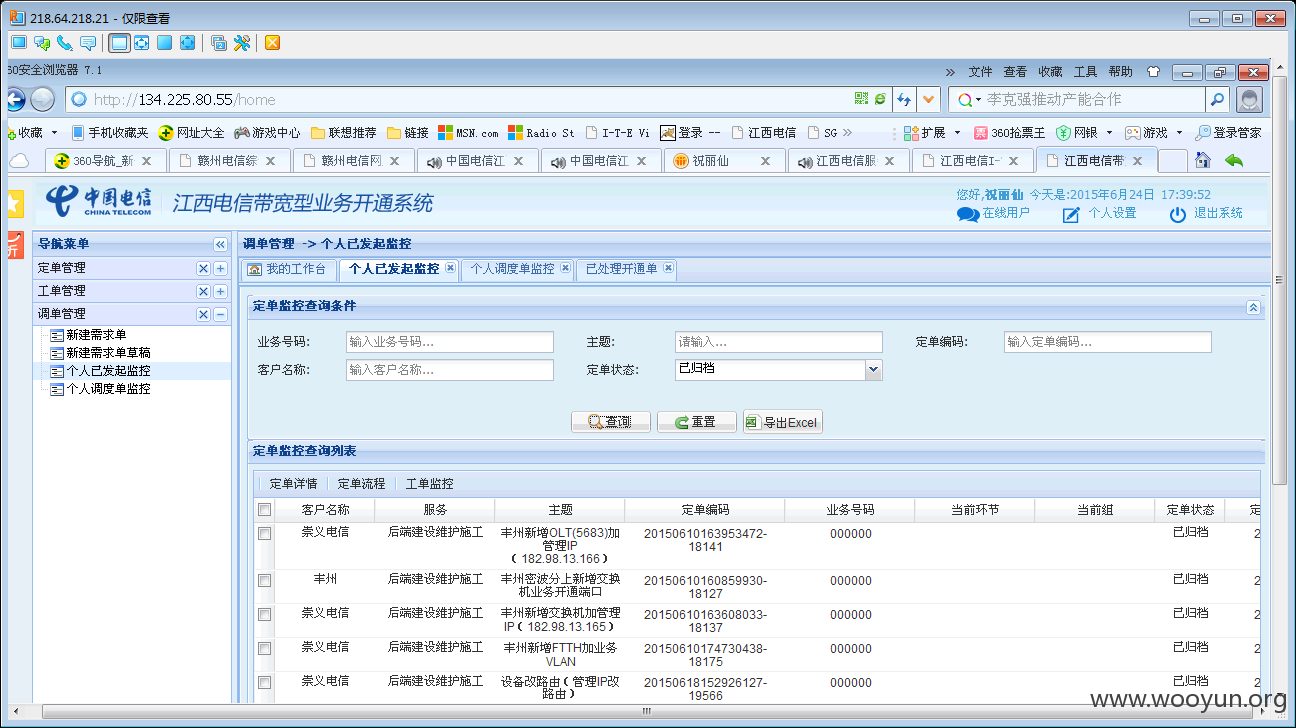 218.64.218.21 - 仅限查看
60安全浏览器 7.1
» 文件 查看 收藏 工具 帮助
http://134.225.80.55/home
李克强推动产能合作
收藏 手机收藏夹 网址大全 游戏中心 联想推荐 链接 MSN.com Radio St I-T-E Vi 登录 -- 江西电信 SG » 扩展 360抢票王 网银 游戏 登录管家
360导航_新 赣州电信综 赣州电信网 中国电信江 中国电信江 祝丽仙 江西电信服 江西电信I- 江西电信带
中国电信
CHINA TELECOM
江西电信带宽型业务开通系统
您好,祝丽仙 今天是:2015年6月24日 17:39:52
在线用户 个人设置 退出系统
导航菜单
定单管理
工单管理
调单管理
新建需求单
新建需求单草稿
个人已发起监控
个人调度单监控
调单管理 -> 个人已发起监控
我的工作台 个人已发起监控 个人调度单监控 已处理开通单
定单监控查询条件
业务号码: 输入业务号码... 主题: 请输入... 定单编码: 输入定单编码...
客户名称: 输入客户名称... 定单状态: 已归档
查询 重置 导出Excel
定单监控查询列表
定单详情 定单流程 工单监控
客户名称 服务 主题 定单编码 业务号码 当前环节 当前组 定单状态 定
崇义电信 后端建设维护施工 丰州新增OLT(5683)加管理IP（182.98.13.166） 20150610163953472-18141 000000 已归档 2
丰州 后端建设维护施工 丰州密波分上新增交换机业务开通端口 20150610160859930-18127 000000 已归档 2
崇义电信 后端建设维护施工 丰州新增交换机加管理IP（182.98.13.165） 20150610163608033-18137 000000 已归档 2
崇义电信 后端建设维护施工 丰州新增FTTH加业务VLAN 20150610174730438-18175 000000 已归档 2
崇义电信 后端建设维护施工 设备改路由（管理IP改路由） 20150618152926127-19566 000000 已归档 2
www.wooyun.org